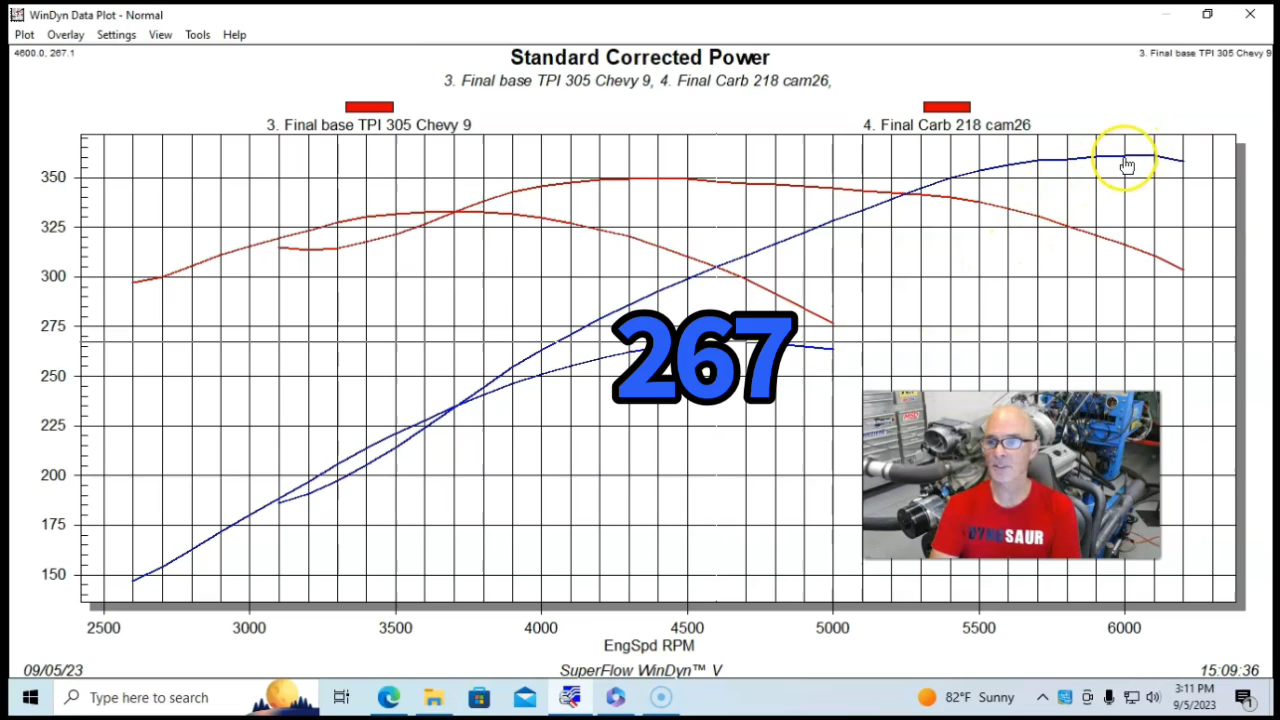 WinDyn Data Plot - Normal
Plot Overlay Settings View Tools Help
4600.0, 267.1
3. Final base TPI 305 Chevy 9
Standard Corrected Power
3. Final base TPI 305 Chevy 9, 4. Final Carb 218 cam26,
3. Final base TPI 305 Chevy 9
4. Final Carb 218 cam26
350
325
300
275
250
225
200
175
150
267
SAUR
2500 3000 3500 4000 4500 5000 5500 6000
EngSpd RPM
09/05/23
SuperFlow WinDyn™ V
15:09:36
Type here to search
82°F Sunny
3:11 PM
9/5/2023
1